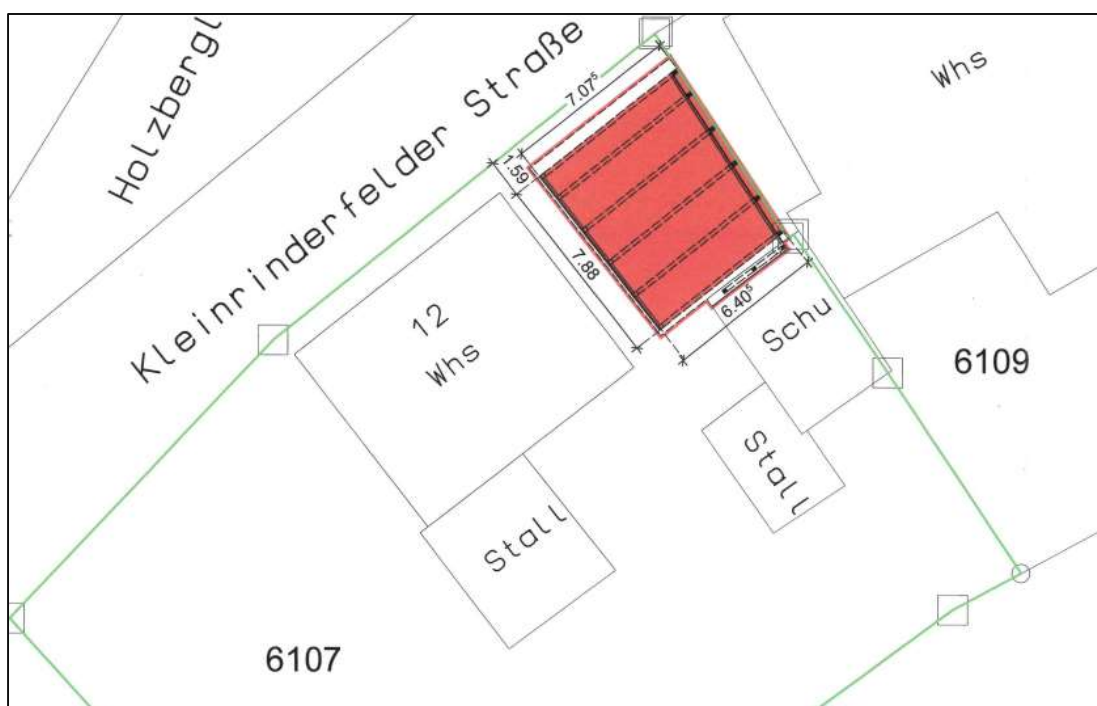 Holzbergl
Kleinrinderfelder Straße
Whs
7.07⁵
1.59
7.88
6.40⁵
12
Whs
Schu
6109
Stall
Stall
6107